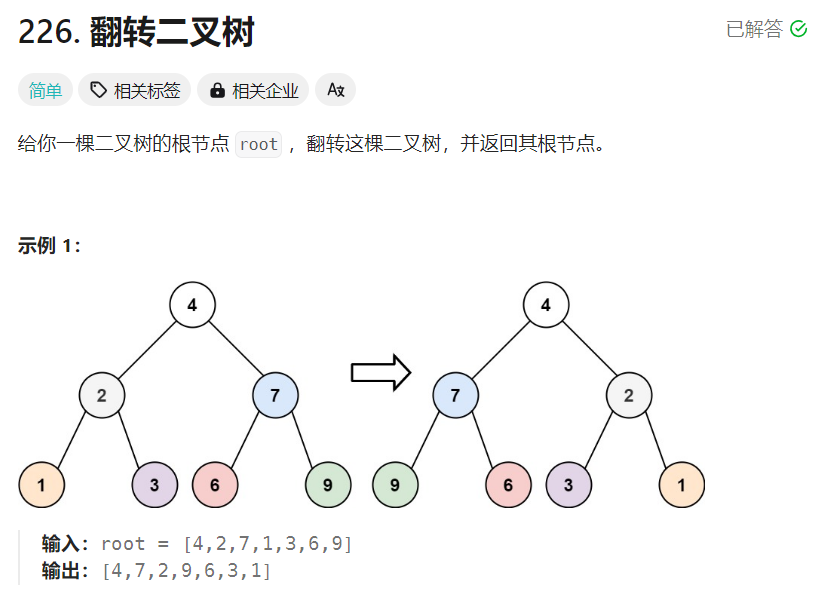 226. 翻转二叉树
已解答
简单 相关标签 相关企业 Aあ
给你一棵二叉树的根节点 root ，翻转这棵二叉树，并返回其根节点。
示例 1：
4 4
2 7 7 2
1 3 6 9 9 6 3 1
输入：root = [4,2,7,1,3,6,9]
输出：[4,7,2,9,6,3,1]